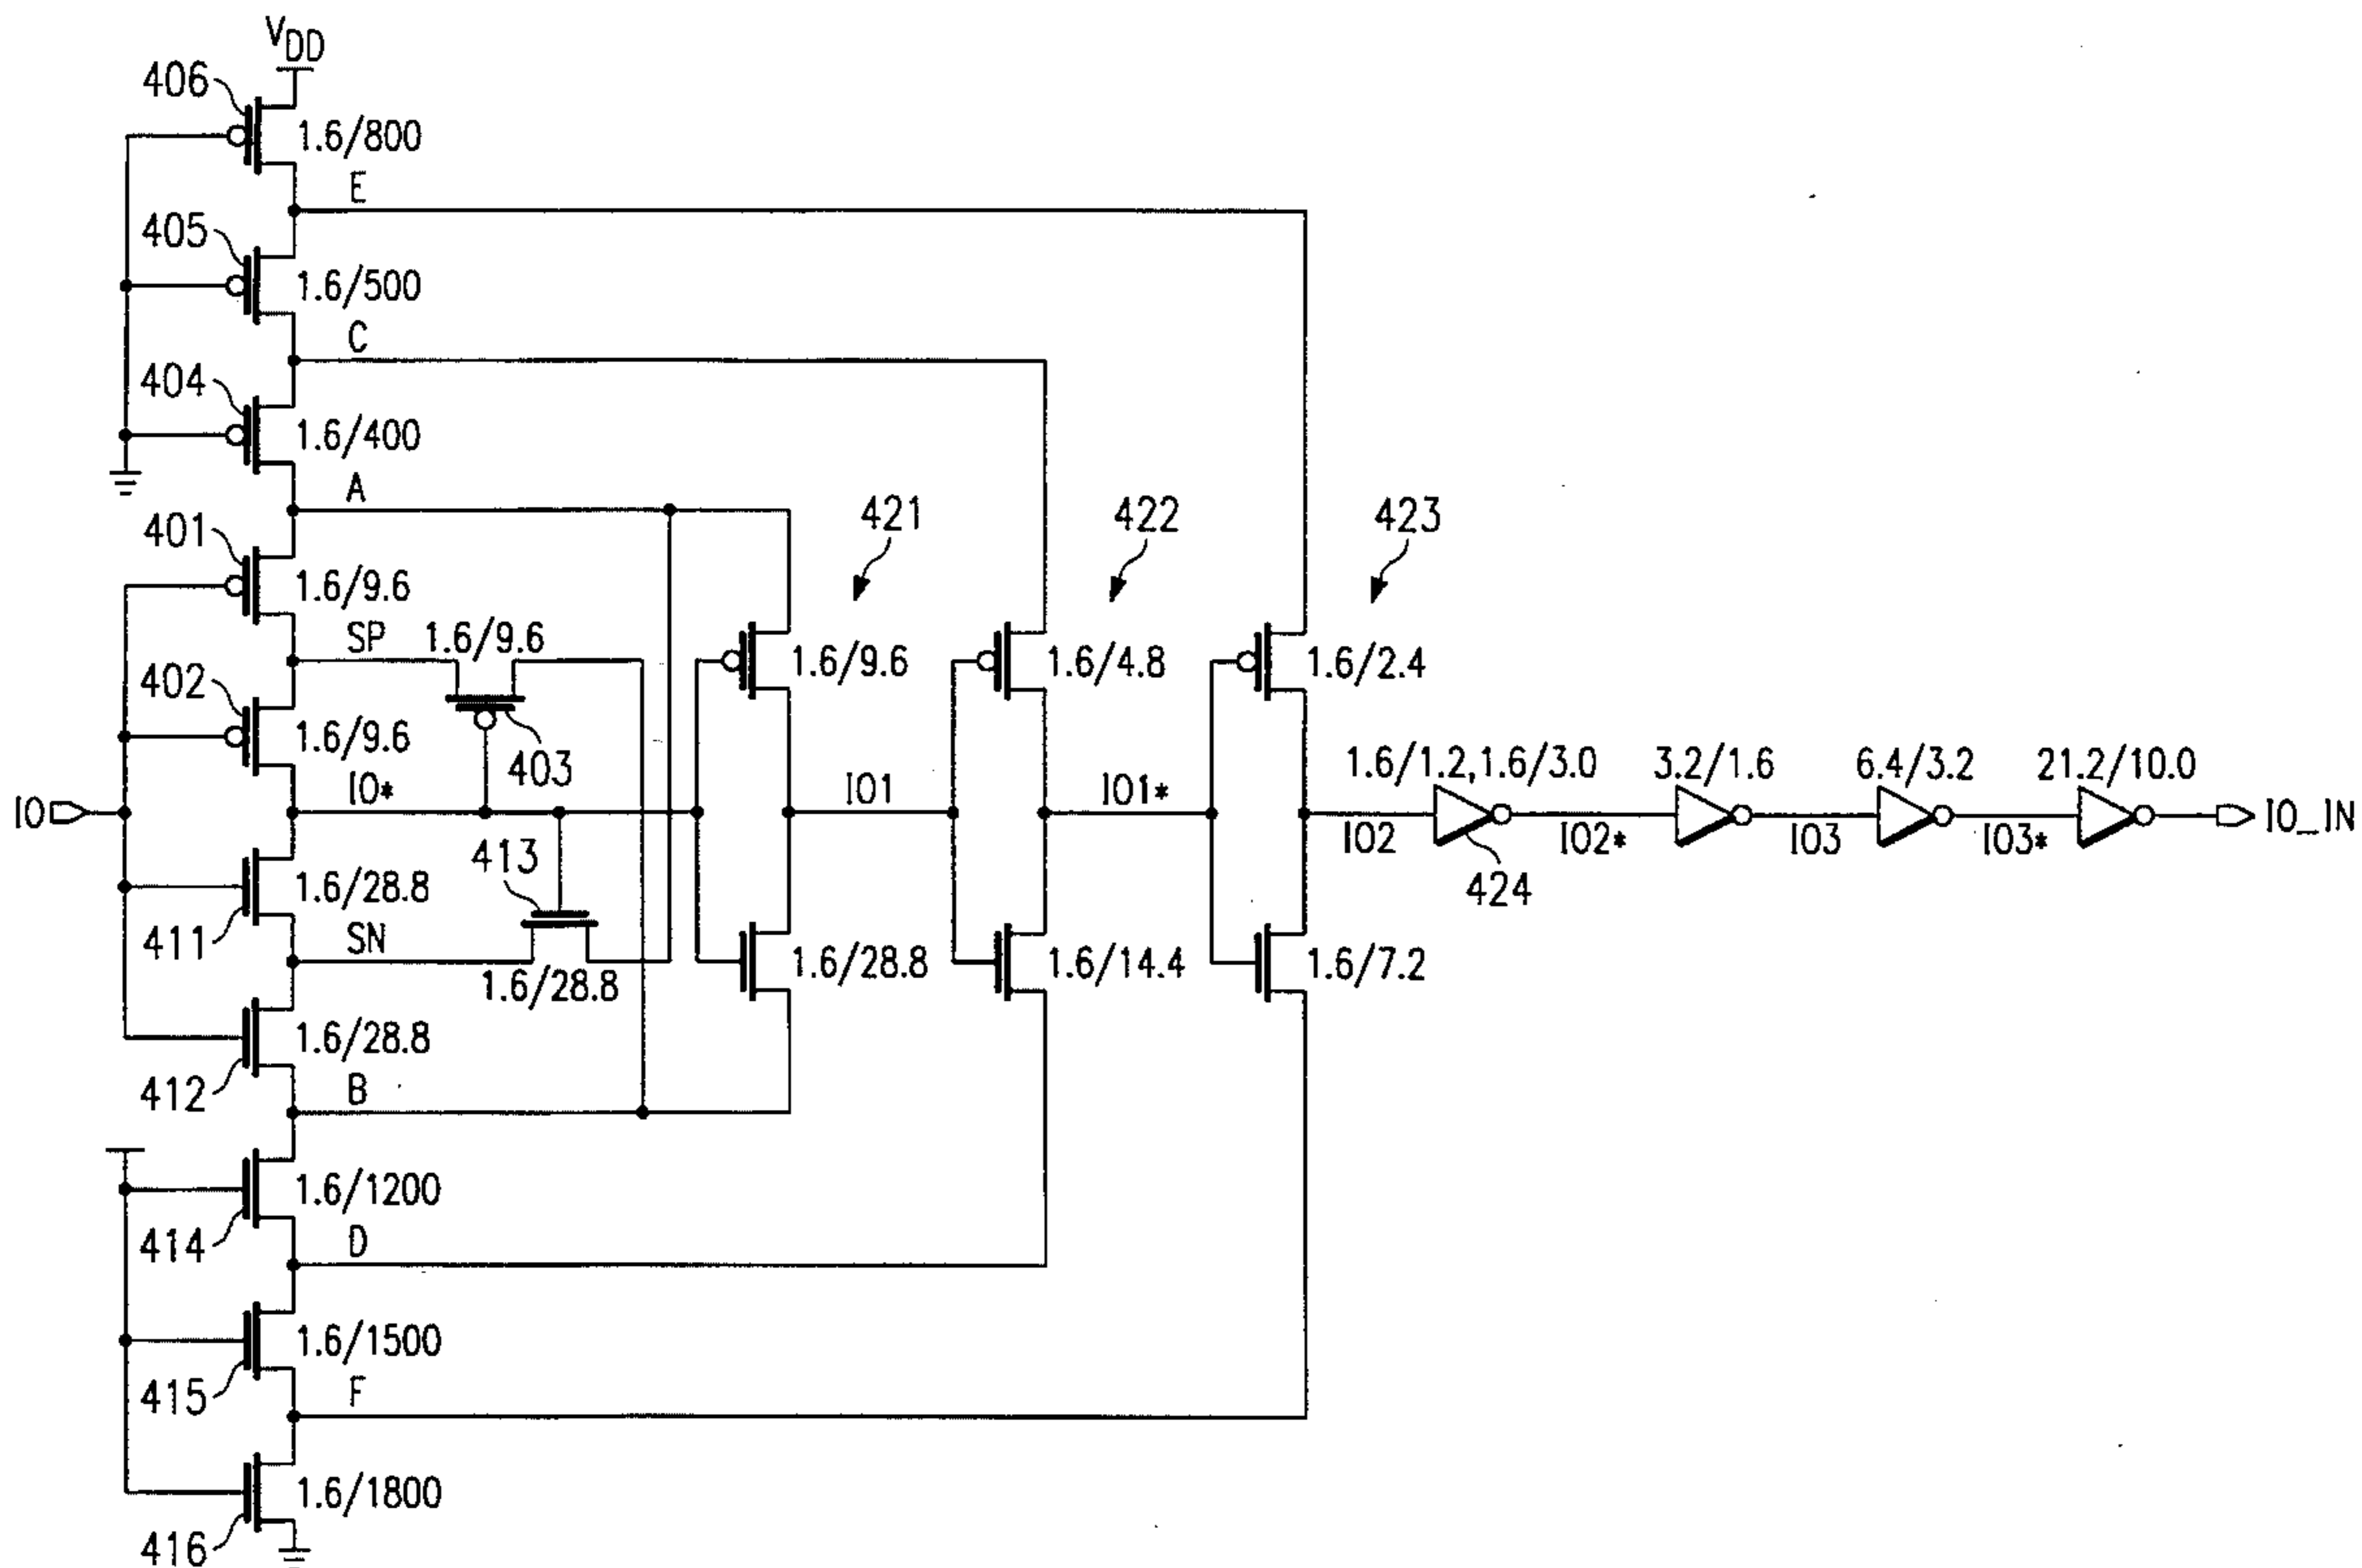 VDD
406
1.6/800
E
405
1.6/500
C
404
1.6/400
A
401
1.6/9.6
SP
1.6/9.6
402
1.6/9.6
403
IO*
IO
413
411
1.6/28.8
SN
1.6/28.8
412
1.6/28.8
B
414
1.6/1200
D
415
1.6/1500
F
416
1.6/1800
421
1.6/9.6
IO1
1.6/28.8
422
1.6/4.8
IO1*
1.6/14.4
423
1.6/2.4
IO2
1.6/7.2
1.6/1.2,1.6/3.0
424
IO2*
3.2/1.6
IO3
6.4/3.2
IO3*
21.2/10.0
IO_IN